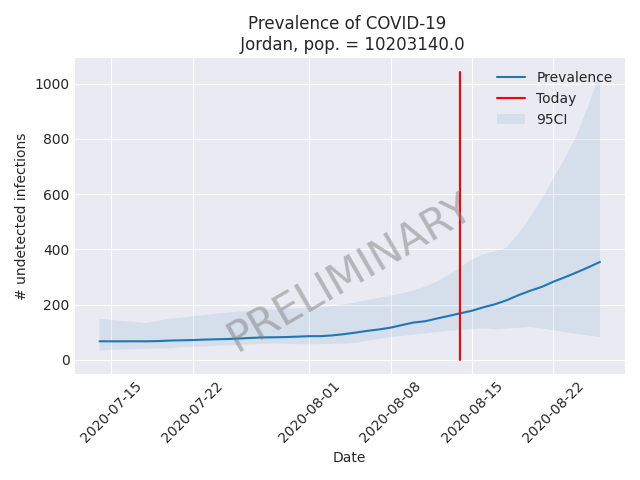 Prevalence of COVID-19
Jordan, pop. = 10203140.0
Prevalence
Today
95CI
# undetected infections
1000
800
600
400
200
0
PRELIMINARY
2020-07-15
2020-07-22
2020-08-01
2020-08-08
2020-08-15
2020-08-22
Date